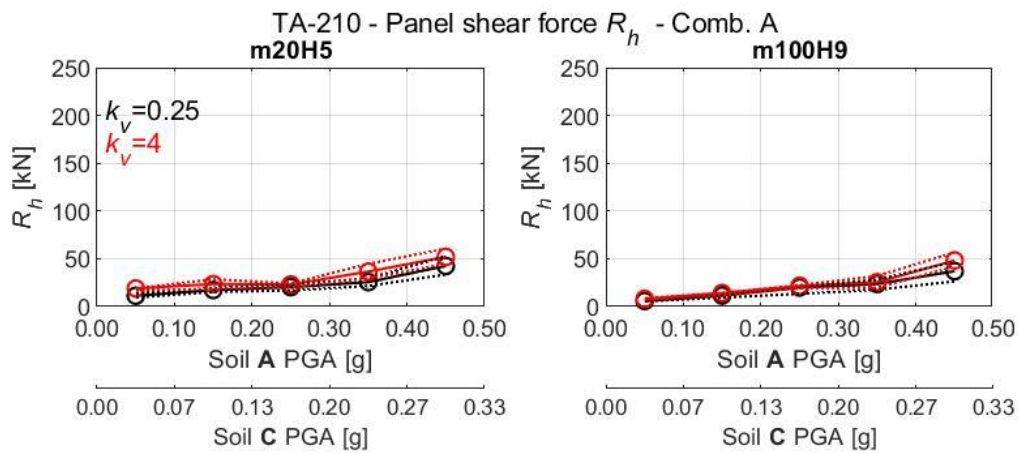 TA-210 - Panel shear force R_h - Comb. A
m20H5
250
200
150
100
50
0
R_h [kN]
k_v=0.25
k_v=4
0.00 0.10 0.20 0.30 0.40 0.50
Soil A PGA [g]
0.00 0.07 0.13 0.20 0.27 0.33
Soil C PGA [g]
m100H9
250
200
150
100
50
0
R_h [kN]
0.00 0.10 0.20 0.30 0.40 0.50
Soil A PGA [g]
0.00 0.07 0.13 0.20 0.27 0.33
Soil C PGA [g]